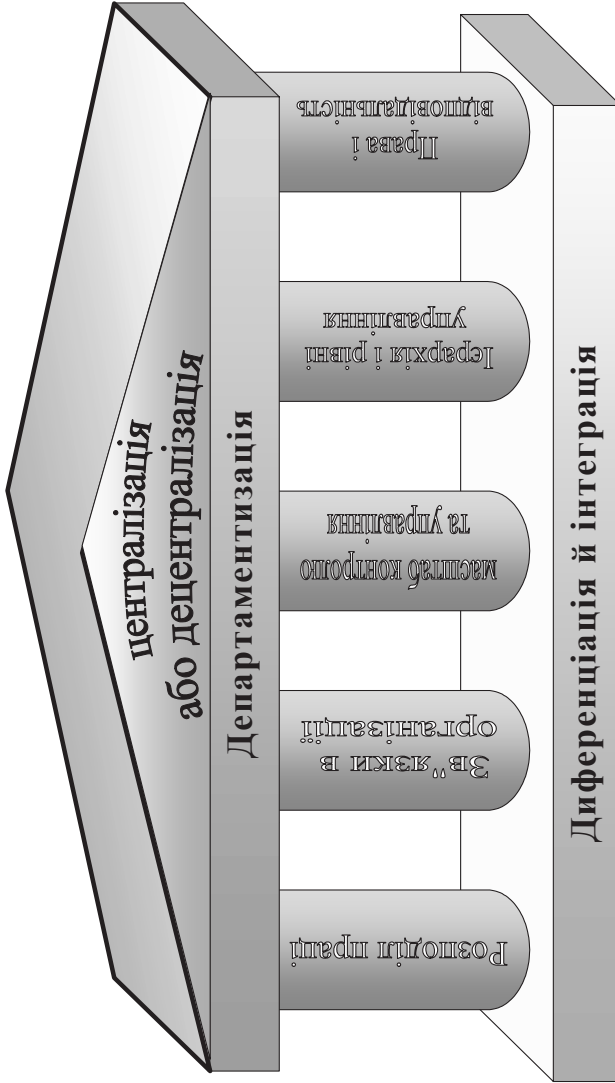 централізація
або децентралізація
Департаментизація
Розподіл праці
Зв"язки в
організації
масштаб контролю
та управління
Ієрархія і рівні
управління
Права і
відповідальність
Диференціація й інтеграція